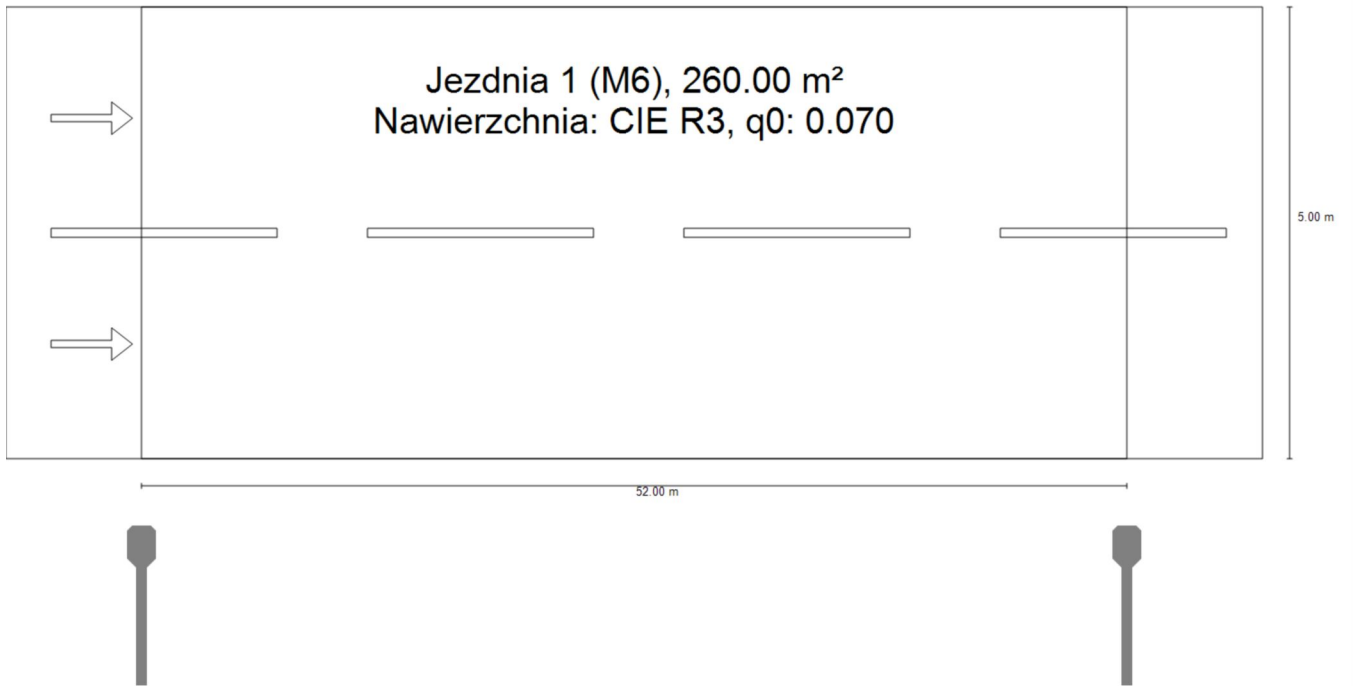 Jezdnia 1 (M6), 260.00 m²
Nawierzchnia: CIE R3, q0: 0.070
5.00 m
52.00 m